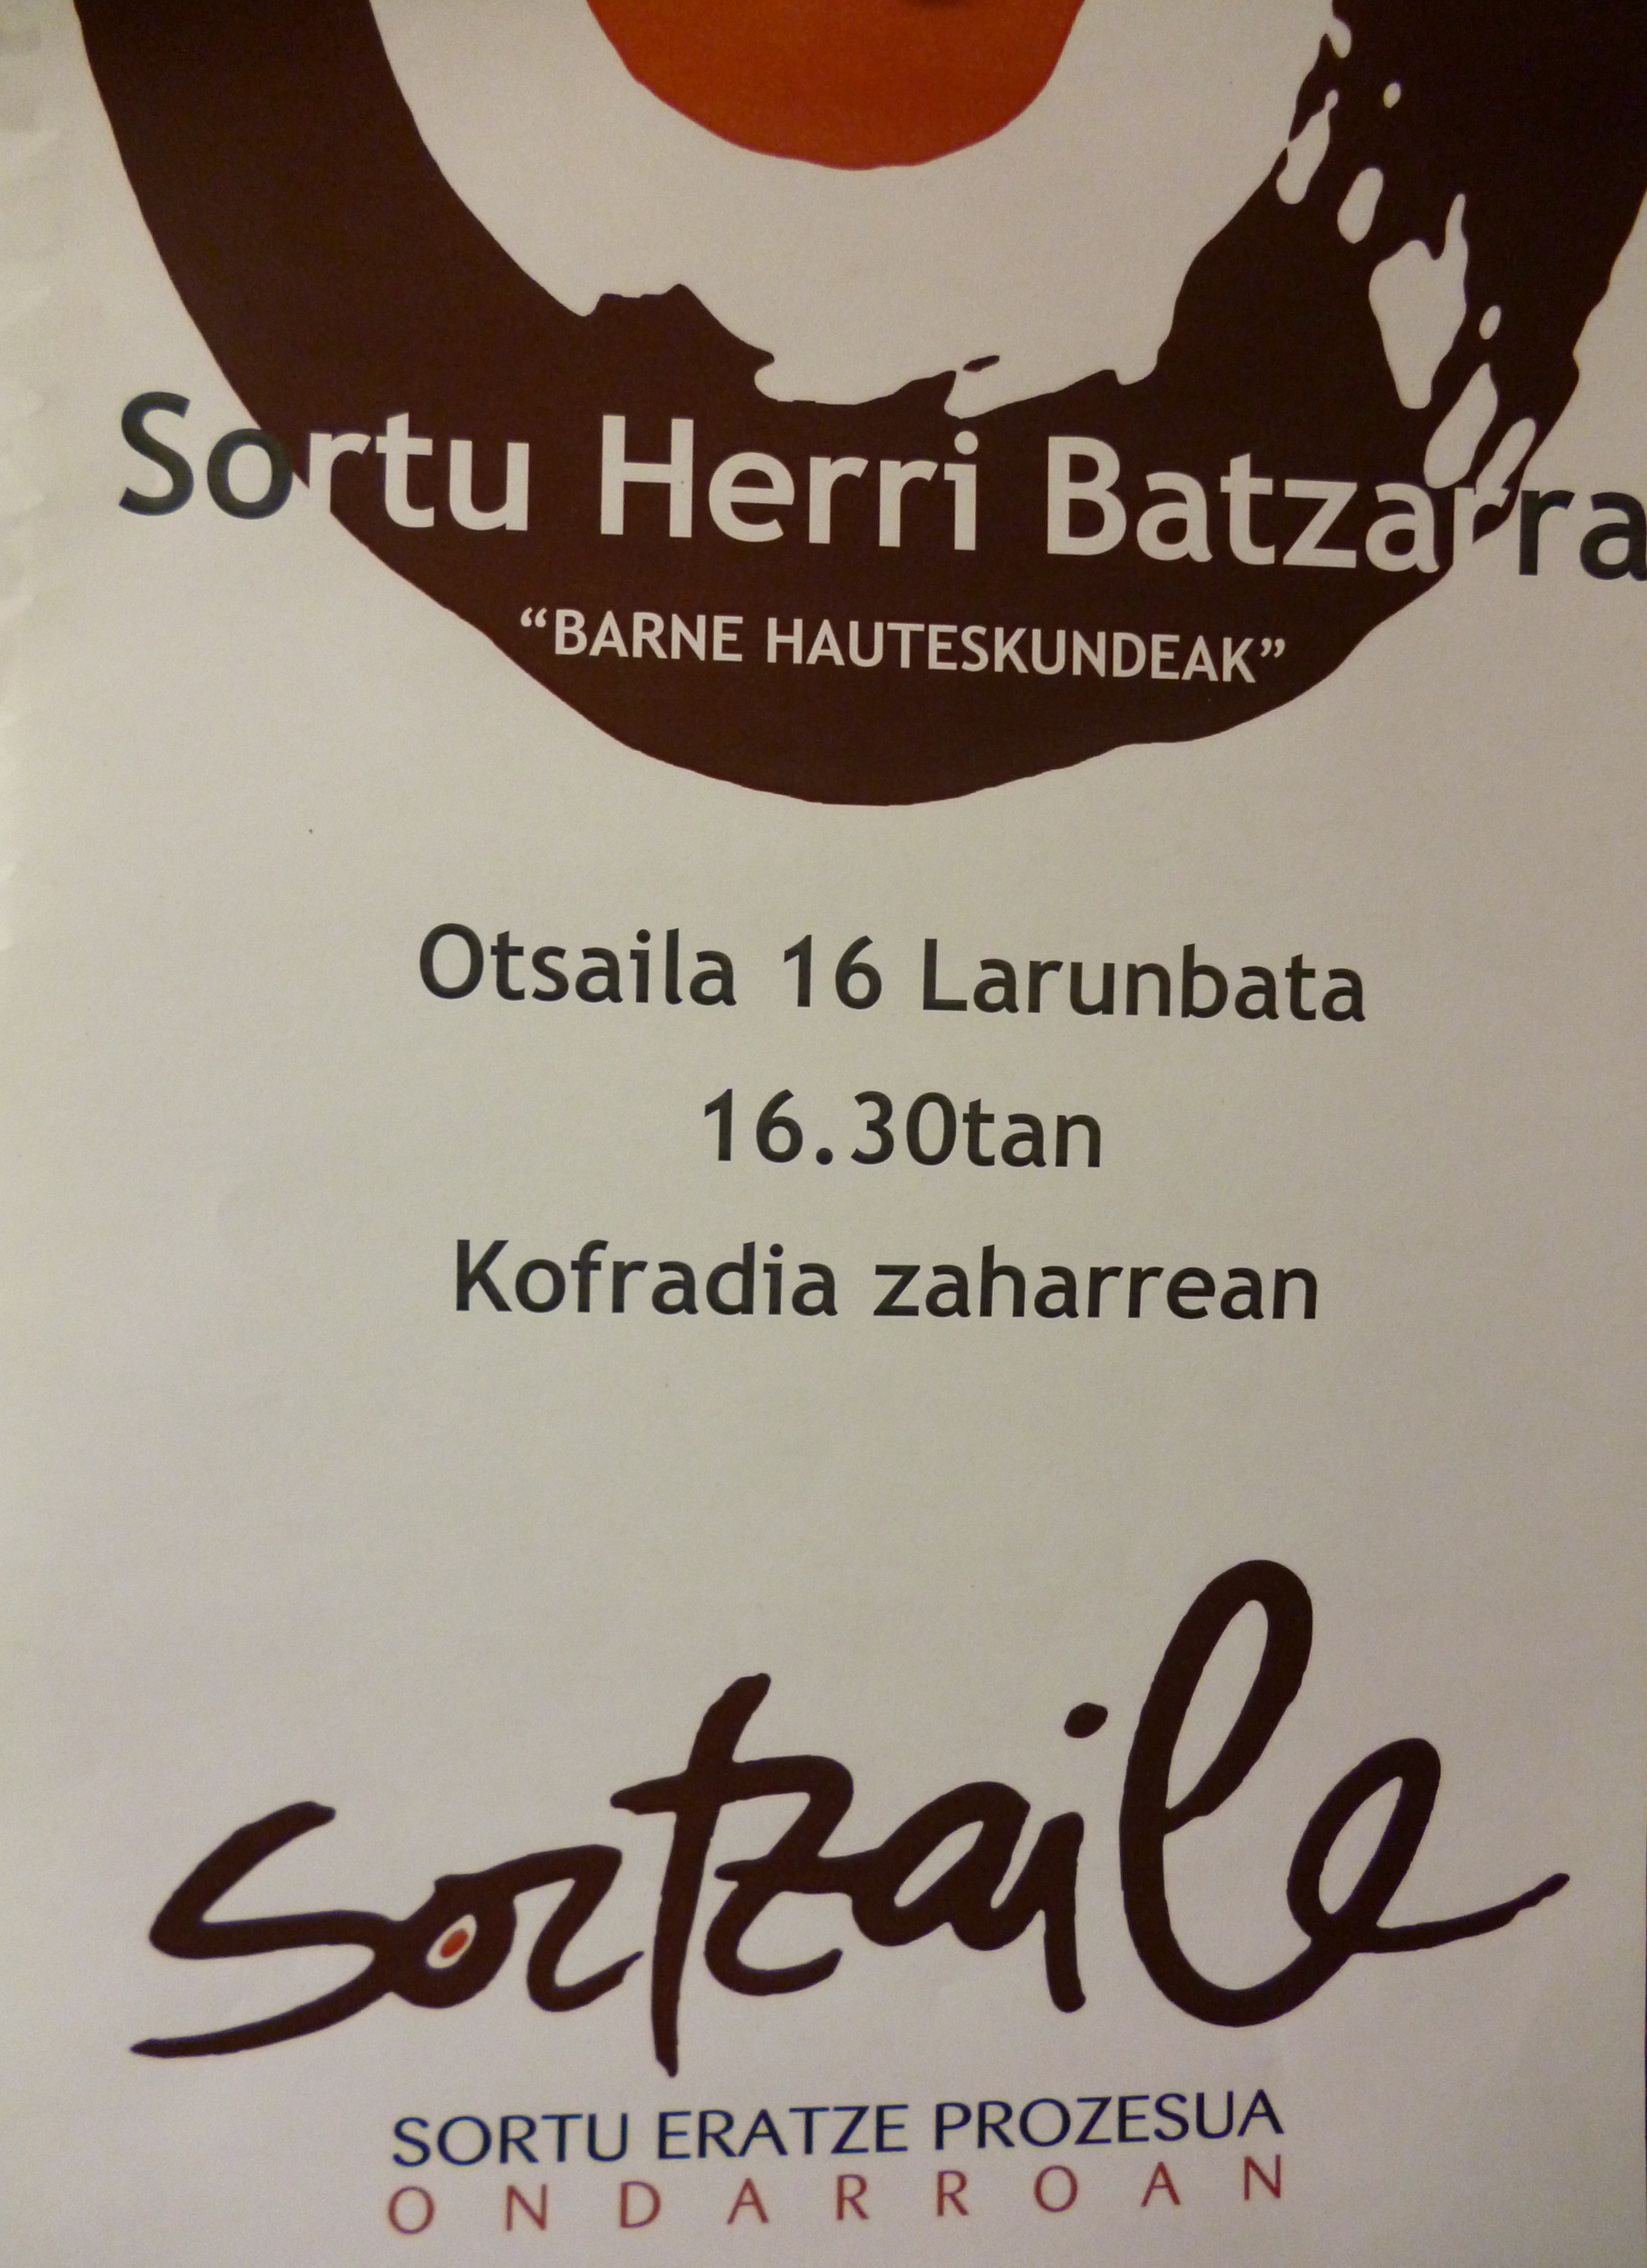 Sortu Herri Batzarra
“BARNE HAUTESKUNDEAK”
Otsaila 16 Larunbata
16.30tan
Kofradia zaharrean
sortzaile
SORTU ERATZE PROZESUA
ONDARROAN